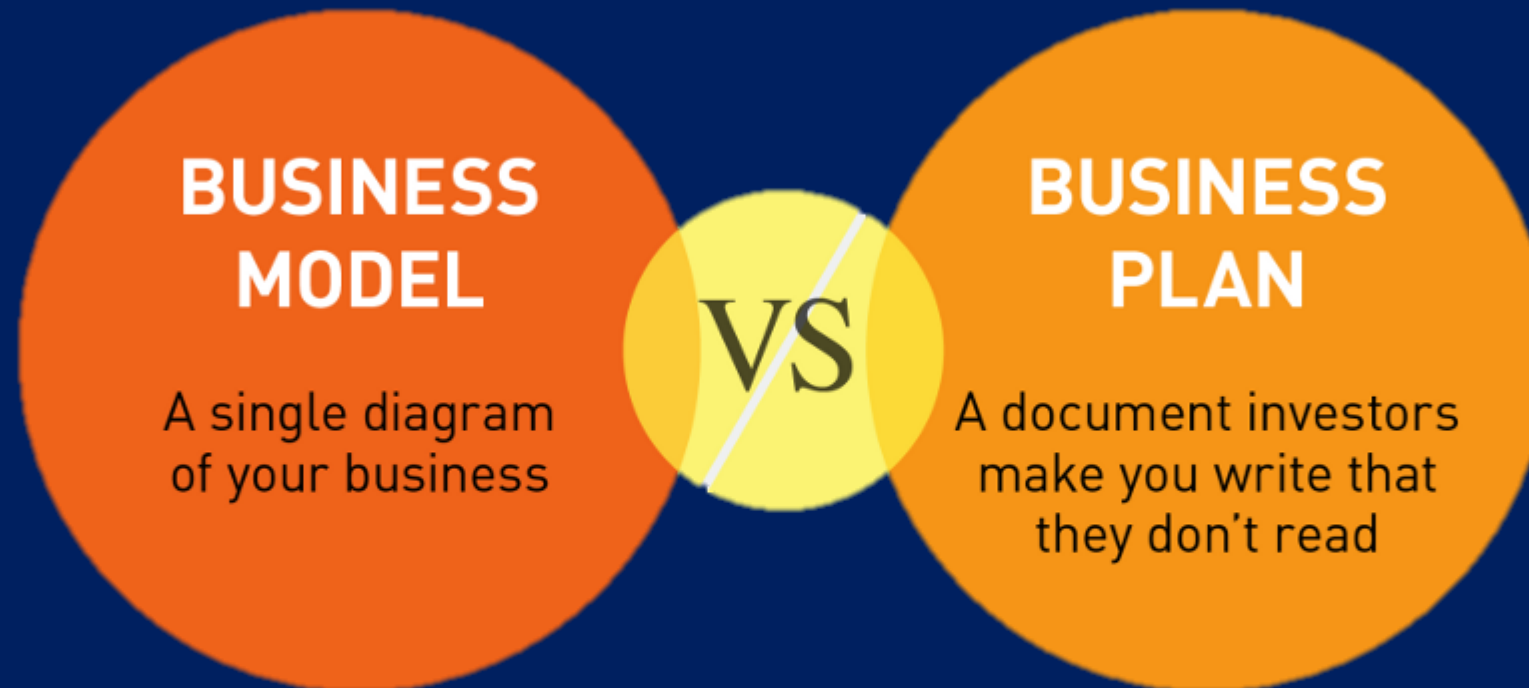 BUSINESS
MODEL
A single diagram
of your business
VS
BUSINESS
PLAN
A document investors
make you write that
they don’t read